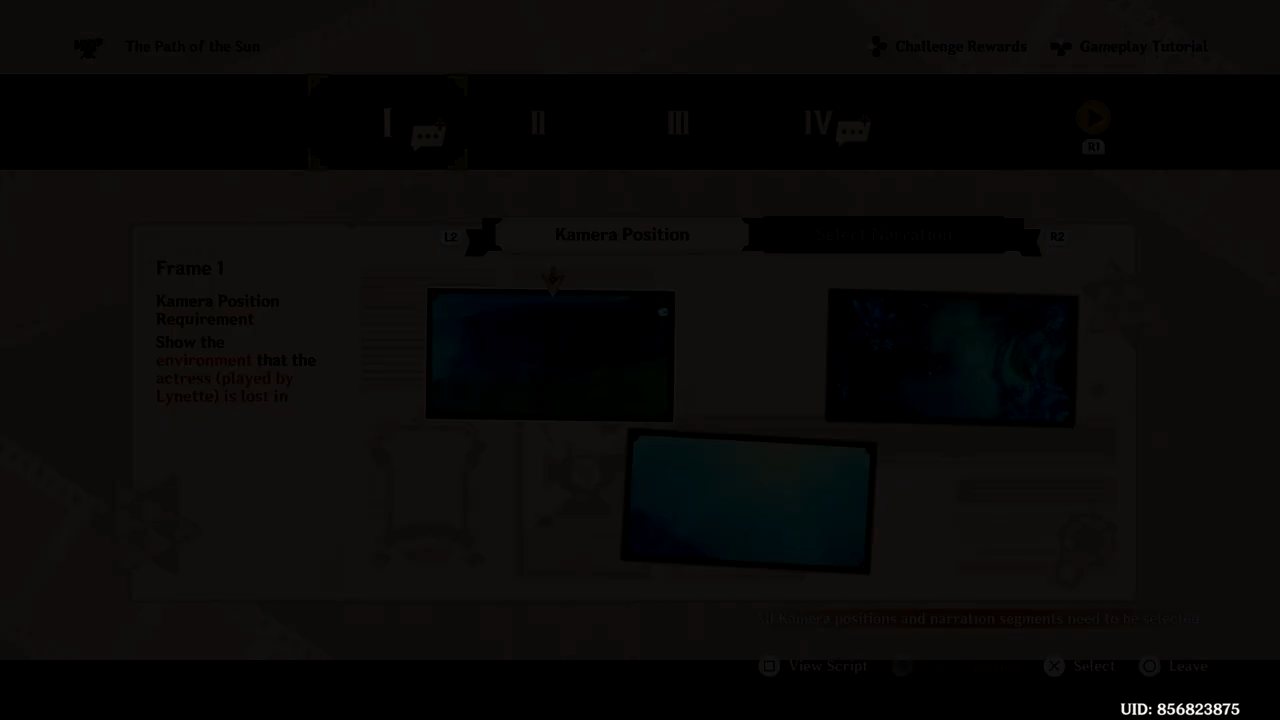 The Path of the Sun
Challenge Rewards
Gameplay Tutorial
I
II
III
IV
R1
L2
Kamera Position
Select Narration
R2
Frame 1
Kamera Position
Requirement
Show the
environment that the
actress (played by
Lynette) is lost in
Kamera positions and narration segments need to be selected
View Script
Select
Leave
UID: 856823875